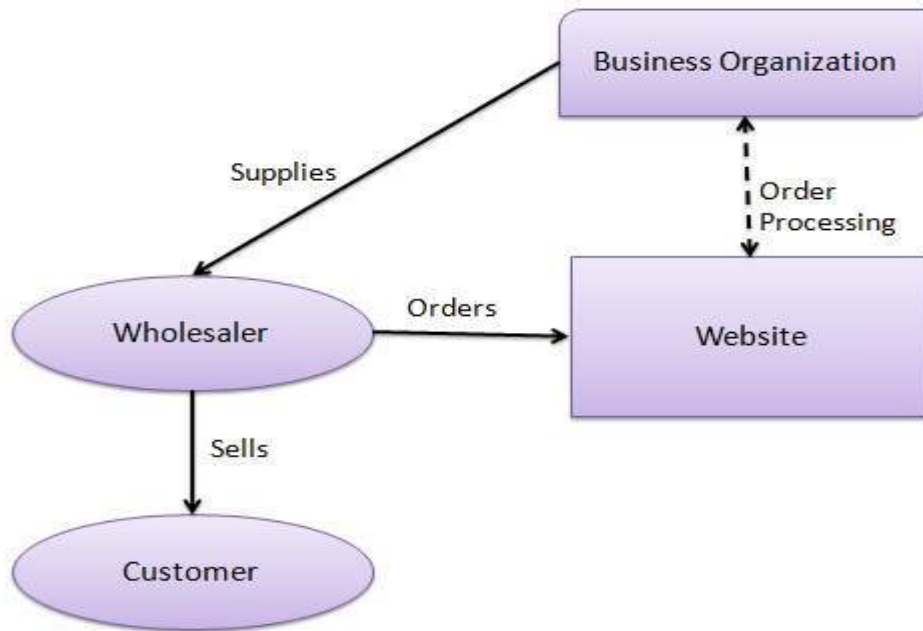 Business Organization
Supplies
Order
Processing
Wholesaler
Orders
Website
Sells
Customer